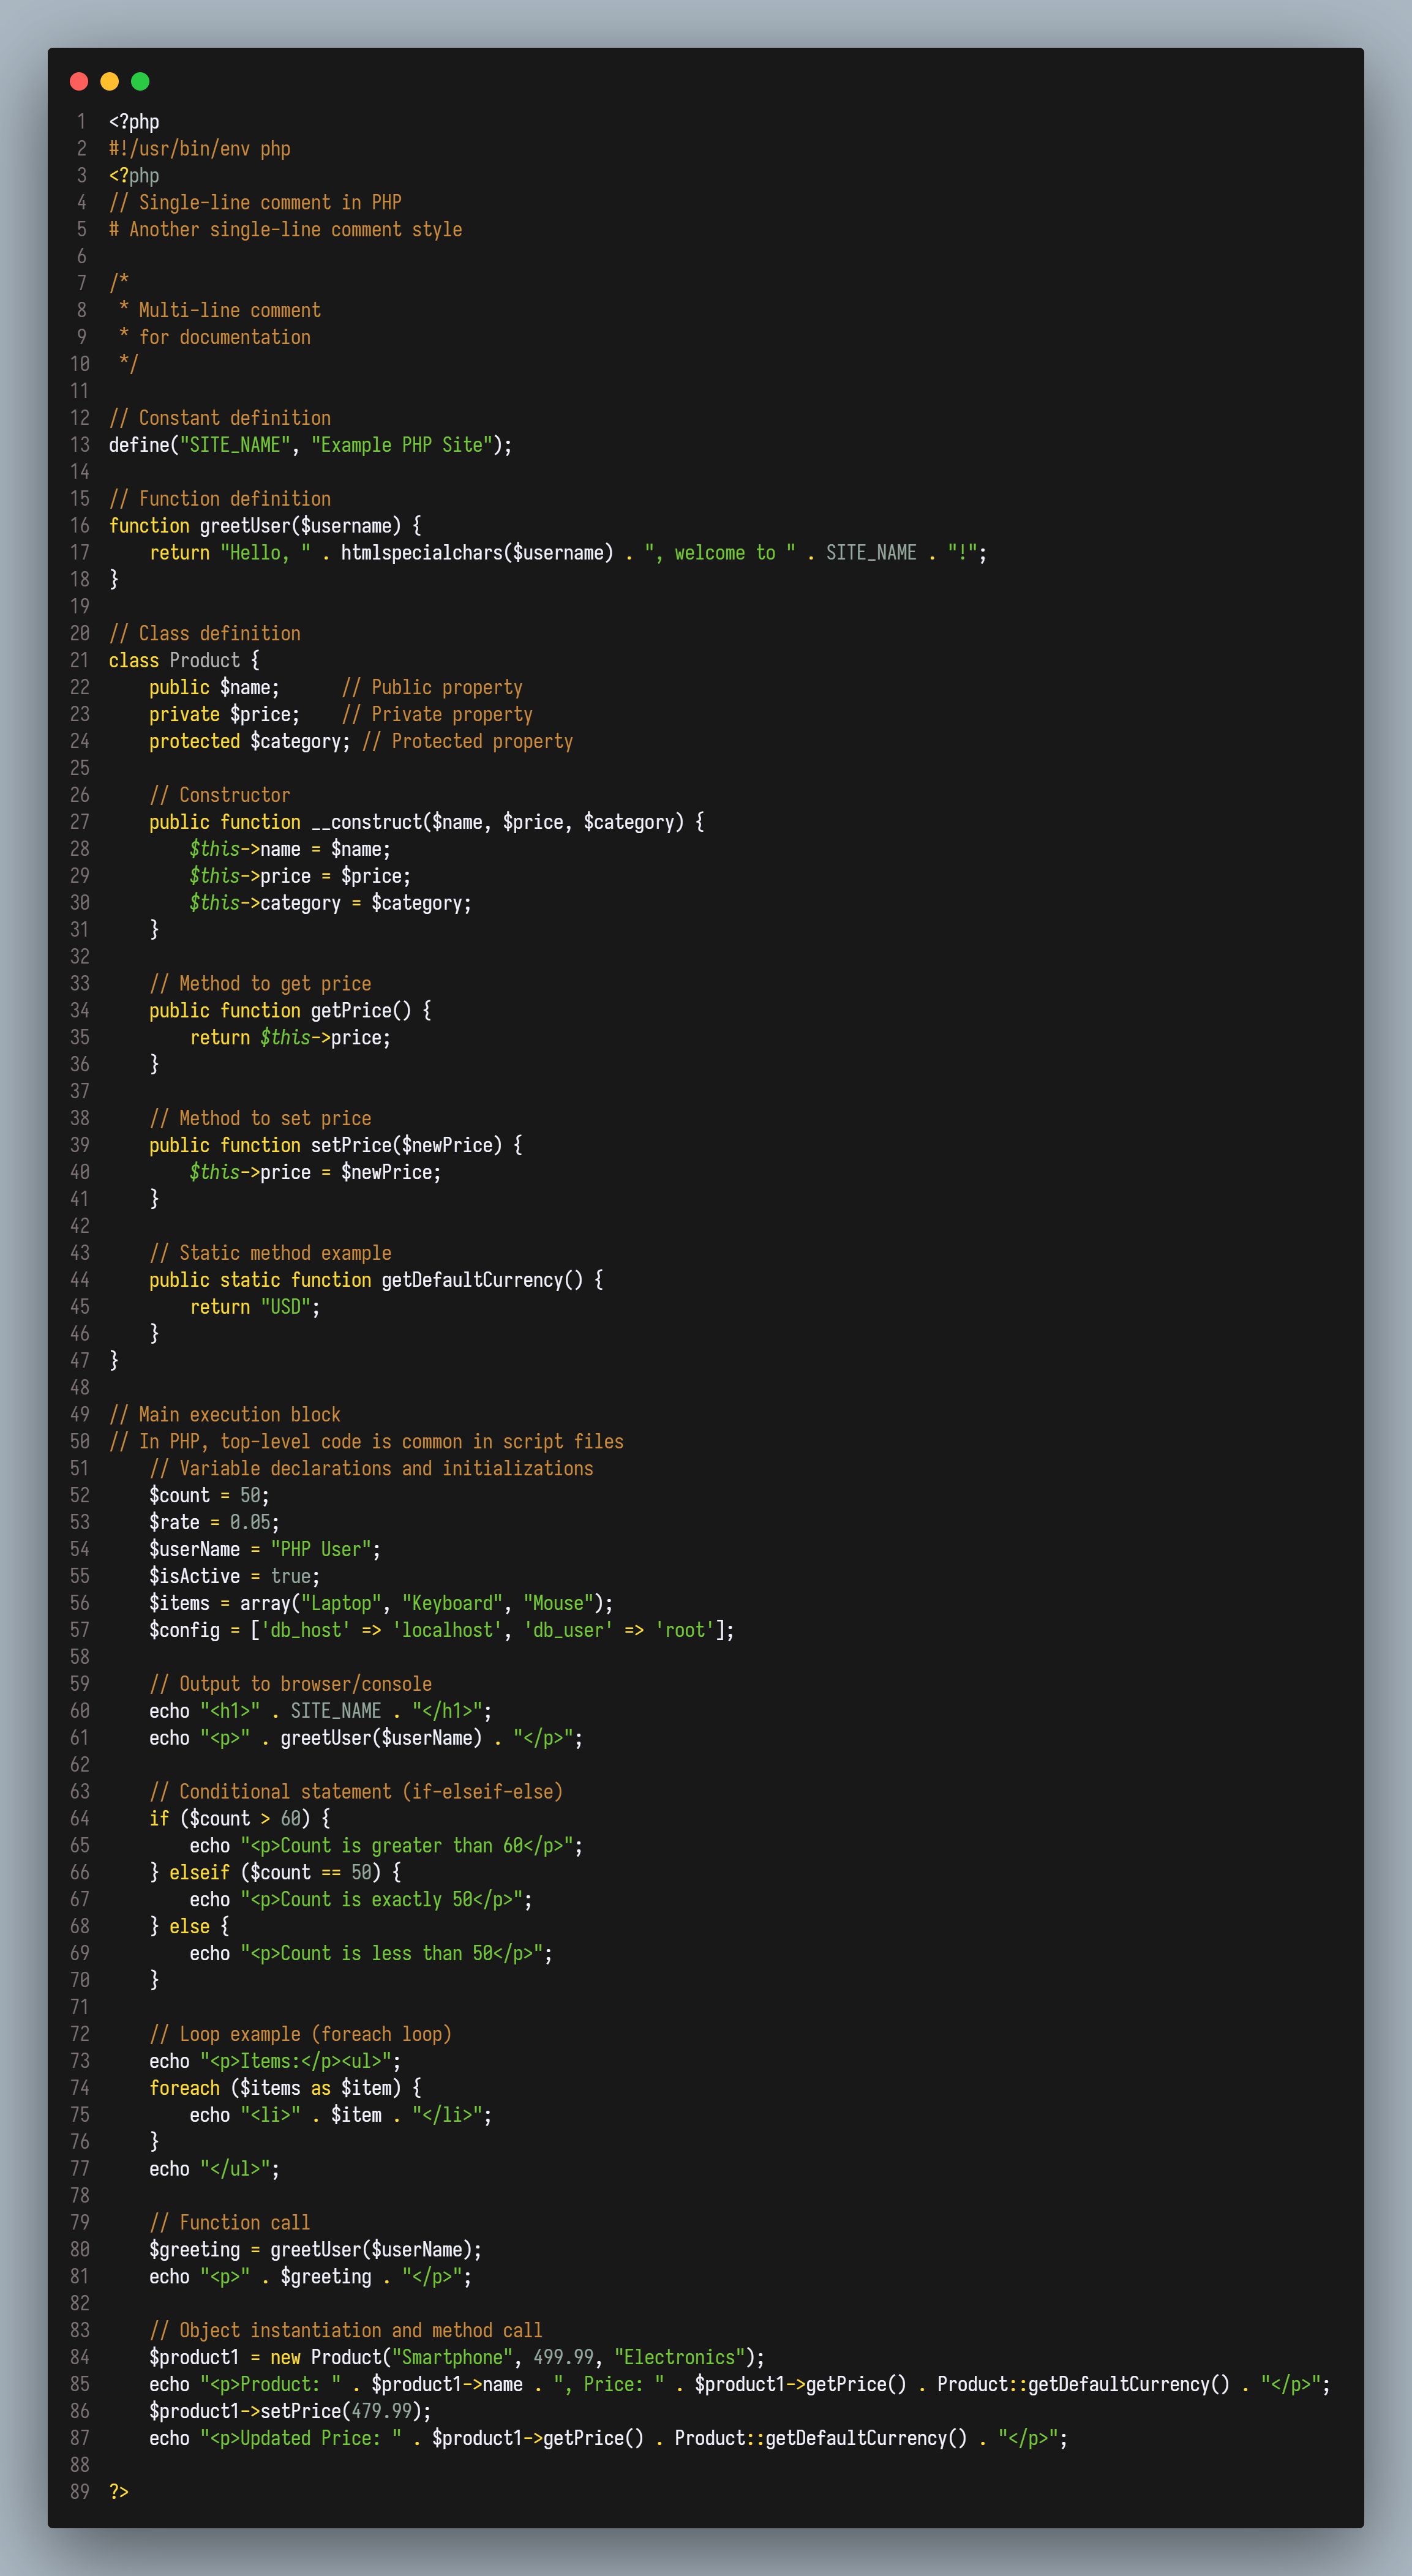 1 <?php
2 #!/usr/bin/env php
3 <?php
4 // Single-line comment in PHP
5 # Another single-line comment style
6
7 /*
8  * Multi-line comment
9  * for documentation
10  */
11
12 // Constant definition
13 define("SITE_NAME", "Example PHP Site");
14
15 // Function definition
16 function greetUser($username) {
17     return "Hello, " . htmlspecialchars($username) . ", welcome to " . SITE_NAME . "!";
18 }
19
20 // Class definition
21 class Product {
22     public $name;      // Public property
23     private $price;    // Private property
24     protected $category; // Protected property
25
26     // Constructor
27     public function __construct($name, $price, $category) {
28         $this->name = $name;
29         $this->price = $price;
30         $this->category = $category;
31     }
32
33     // Method to get price
34     public function getPrice() {
35         return $this->price;
36     }
37
38     // Method to set price
39     public function setPrice($newPrice) {
40         $this->price = $newPrice;
41     }
42
43     // Static method example
44     public static function getDefaultCurrency() {
45         return "USD";
46     }
47 }
48
49 // Main execution block
50 // In PHP, top-level code is common in script files
51     // Variable declarations and initializations
52     $count = 50;
53     $rate = 0.05;
54     $userName = "PHP User";
55     $isActive = true;
56     $items = array("Laptop", "Keyboard", "Mouse");
57     $config = ['db_host' => 'localhost', 'db_user' => 'root'];
58
59     // Output to browser/console
60     echo "<h1>" . SITE_NAME . "</h1>";
61     echo "<p>" . greetUser($userName) . "</p>";
62
63     // Conditional statement (if-elseif-else)
64     if ($count > 60) {
65         echo "<p>Count is greater than 60</p>";
66     } elseif ($count == 50) {
67         echo "<p>Count is exactly 50</p>";
68     } else {
69         echo "<p>Count is less than 50</p>";
70     }
71
72     // Loop example (foreach loop)
73     echo "<p>Items:</p><ul>";
74     foreach ($items as $item) {
75         echo "<li>" . $item . "</li>";
76     }
77     echo "</ul>";
78
79     // Function call
80     $greeting = greetUser($userName);
81     echo "<p>" . $greeting . "</p>";
82
83     // Object instantiation and method call
84     $product1 = new Product("Smartphone", 499.99, "Electronics");
85     echo "<p>Product: " . $product1->name . ", Price: " . $product1->getPrice() . Product::getDefaultCurrency() . "</p>";
86     $product1->setPrice(479.99);
87     echo "<p>Updated Price: " . $product1->getPrice() . Product::getDefaultCurrency() . "</p>";
88
89 ?>